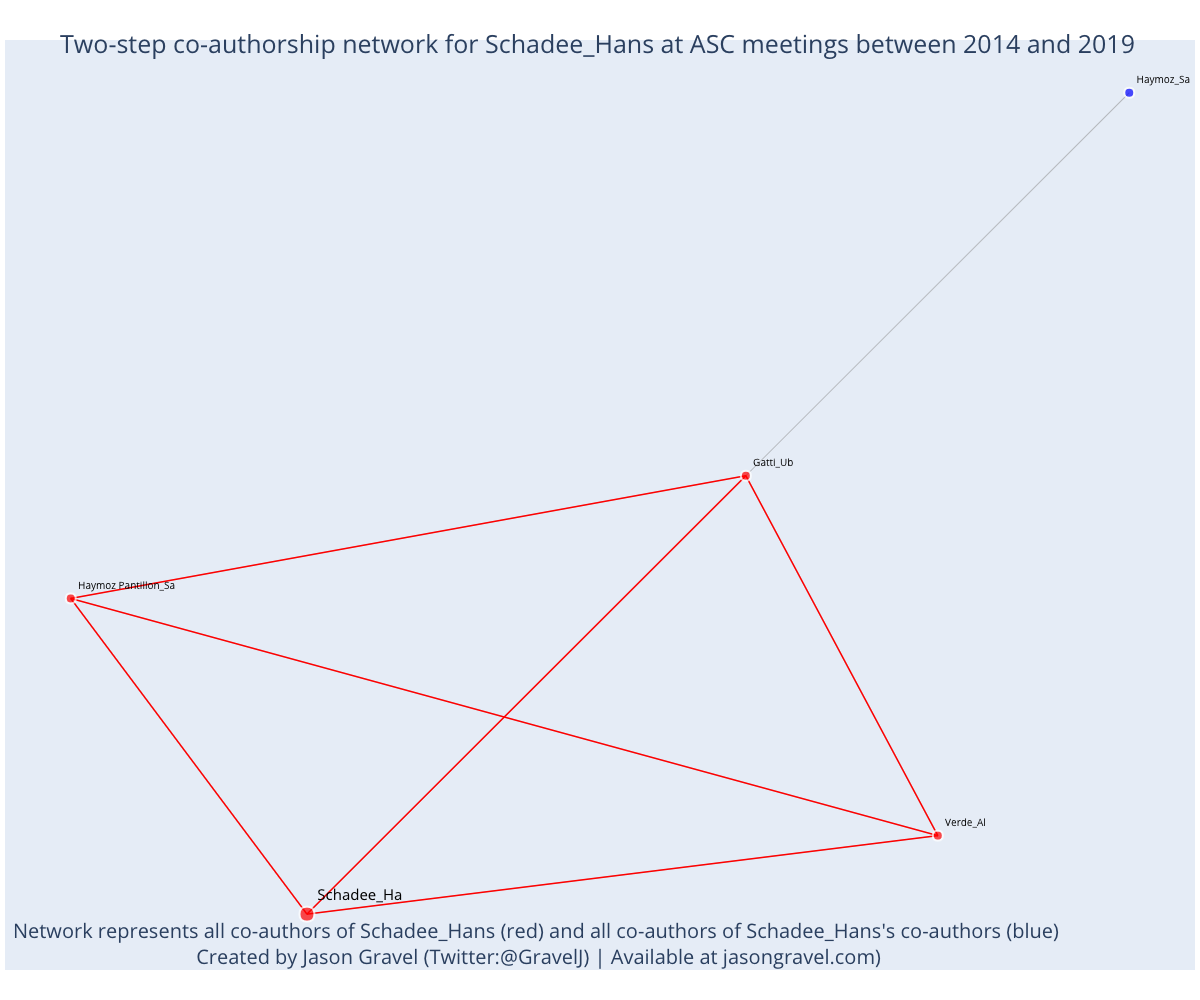 Two-step co-authorship network for Schadee_Hans at ASC meetings between 2014 and 2019
Haymoz_Sa
Gatti_Ub
Haymoz Pantillon_Sa
Verde_Al
Schadee_Ha
Network represents all co-authors of Schadee_Hans (red) and all co-authors of Schadee_Hans's co-authors (blue)
Created by Jason Gravel (Twitter:@GravelJ) | Available at jasongravel.com)